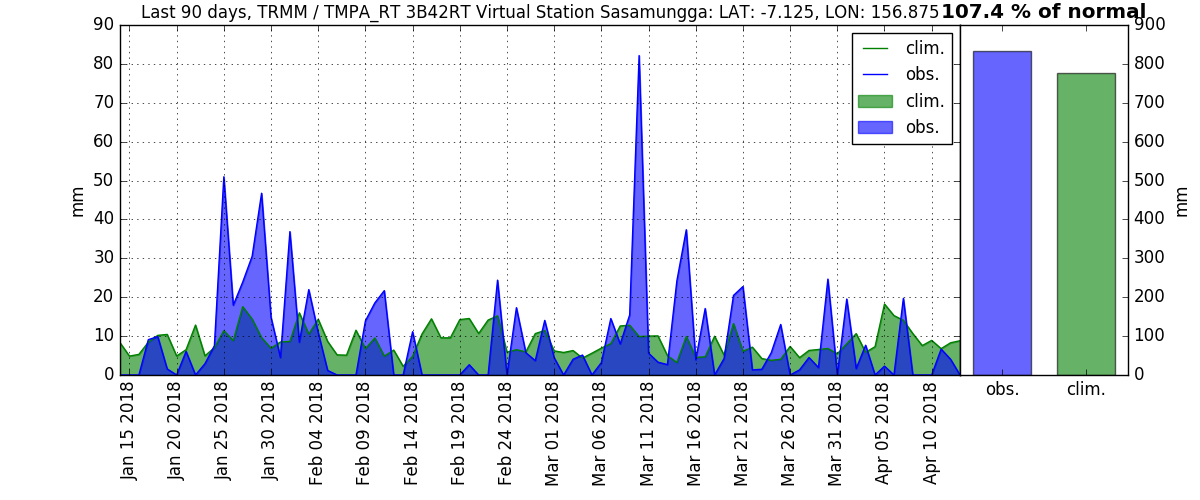 Last 90 days, TRMM / TMPA_RT 3B42RT Virtual Station Sasamungga: LAT: -7.125, LON: 156.875
107.4 % of normal
90
80
70
60
50
40
30
20
10
0
mm
clim.
obs.
clim.
obs.
900
800
700
600
500
400
300
200
100
0
mm
Jan 15 2018
Jan 20 2018
Jan 25 2018
Jan 30 2018
Feb 04 2018
Feb 09 2018
Feb 14 2018
Feb 19 2018
Feb 24 2018
Mar 01 2018
Mar 06 2018
Mar 11 2018
Mar 16 2018
Mar 21 2018
Mar 26 2018
Mar 31 2018
Apr 05 2018
Apr 10 2018
obs.
clim.